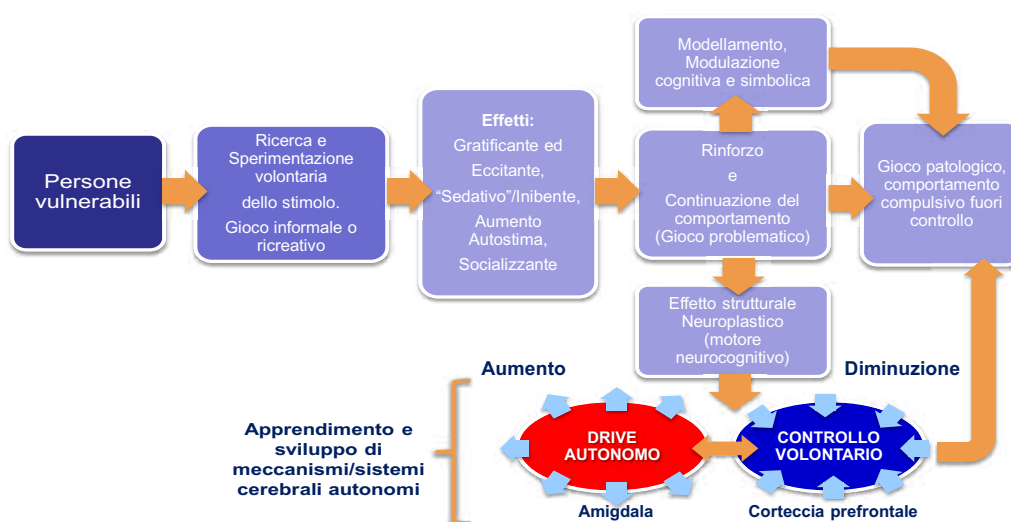 Persone
vulnerabili
Ricerca e
Sperimentazione
volontaria
dello stimolo.
Gioco informale o
ricreativo
Effetti:
Gratificante ed
Eccitante,
“Sedativo”/Inibente,
Aumento
Autostima,
Socializzante
Modellamento,
Modulazione
cognitiva e simbolica
Rinforzo
e
Continuazione del
comportamento
(Gioco problematico)
Gioco patologico,
comportamento
compulsivo fuori
controllo
Effetto strutturale
Neuroplastico
(motore
neurocognitivo)
Aumento
Diminuzione
Apprendimento e
sviluppo di
meccanismi/sistemi
cerebrali autonomi
DRIVE
AUTONOMO
CONTROLLO
VOLONTARIO
Amigdala
Corteccia prefrontale